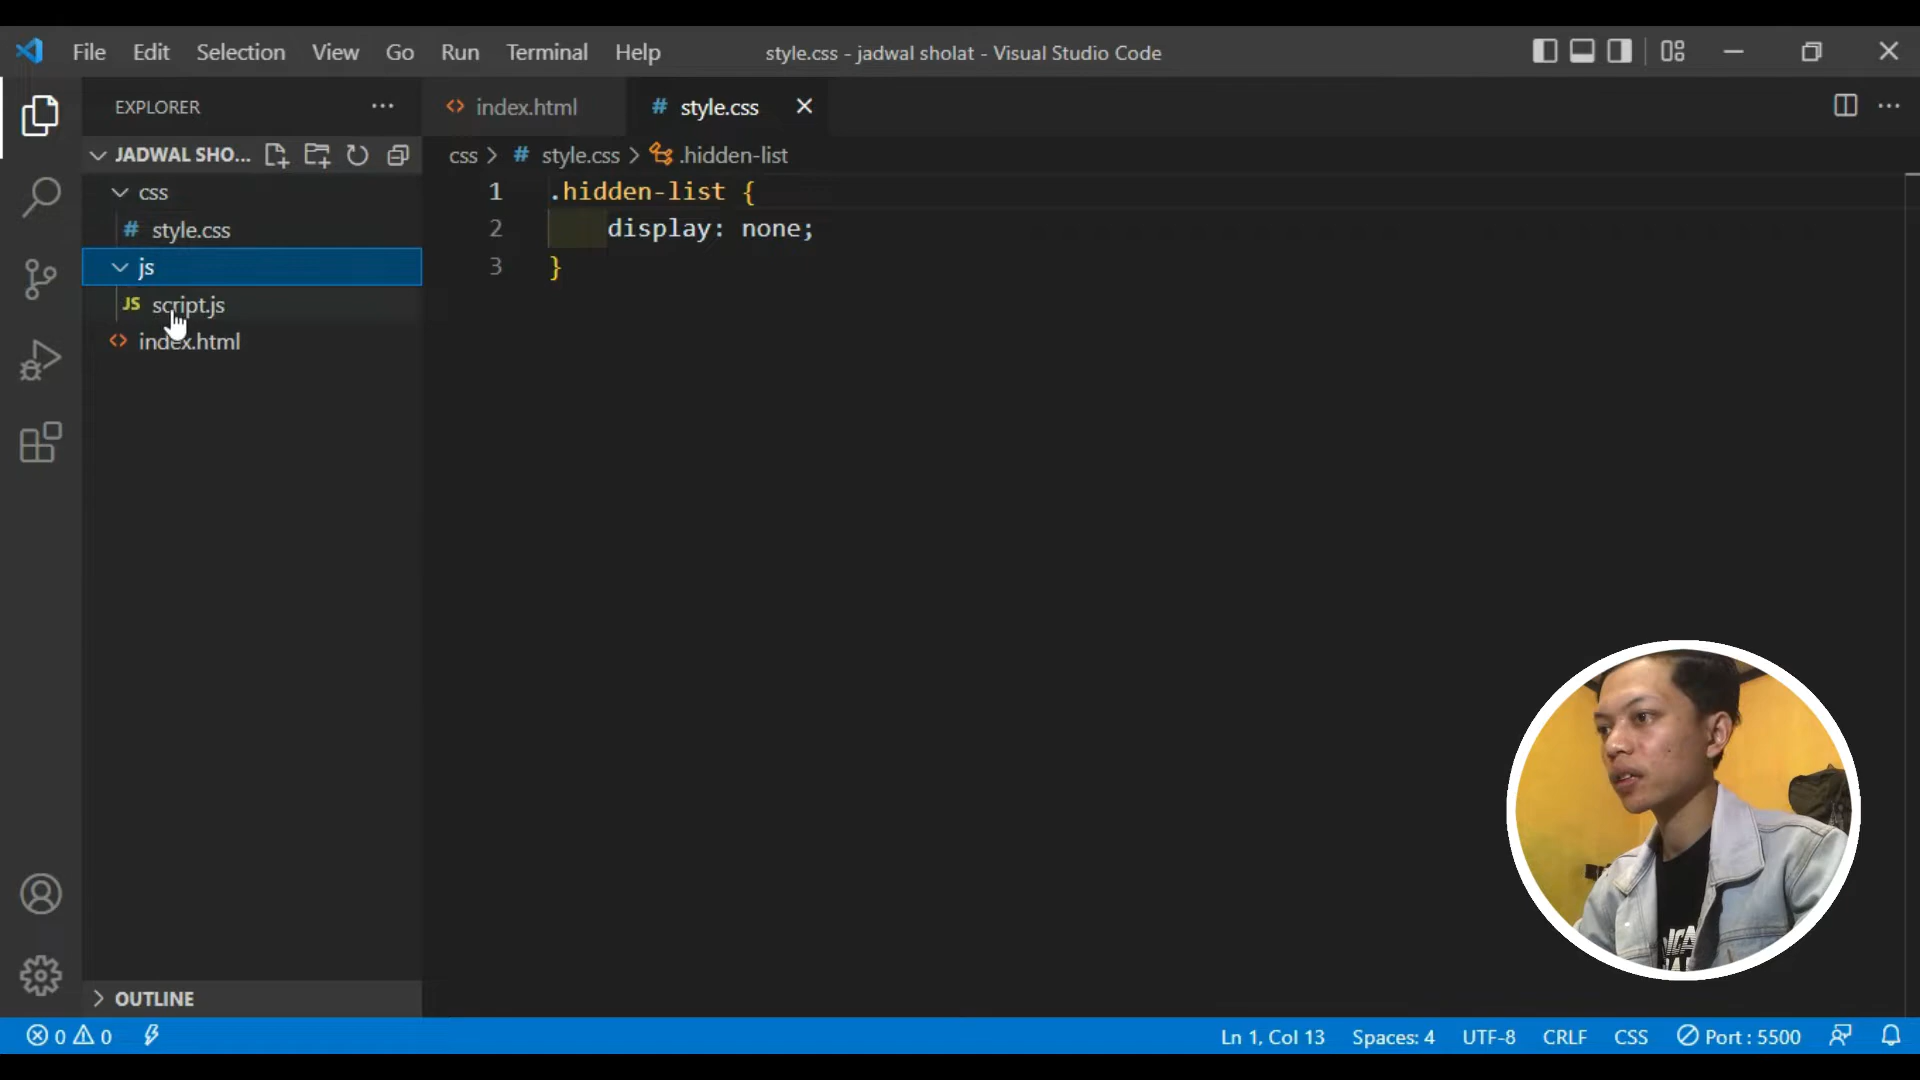 File Edit Selection View Go Run Terminal Help style.css - jadwal sholat - Visual Studio Code
EXPLORER
JADWAL SHO...
css
# style.css
js
JS script.js
<> index.html
OUTLINE
<> index.html
# style.css
css > # style.css > .hidden-list
1 .hidden-list {
2 display: none;
3 }
0 0
Ln 1, Col 13 Spaces: 4 UTF-8 CRLF CSS Port : 5500